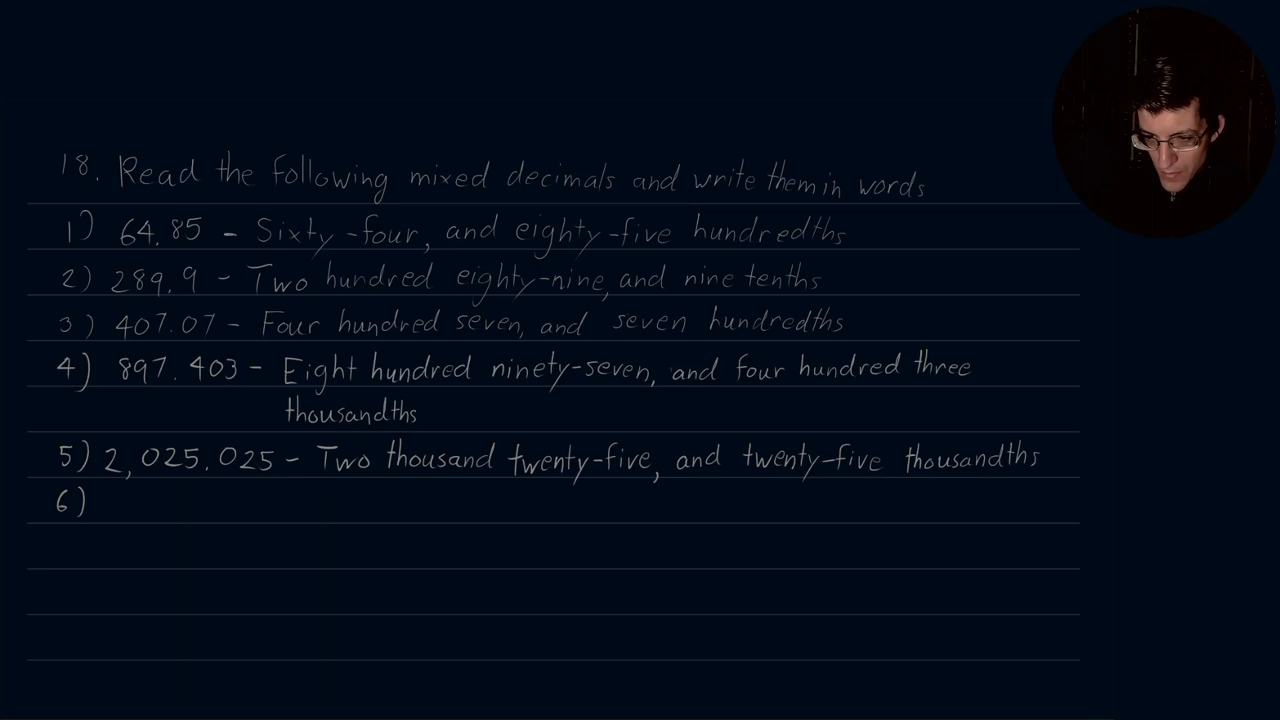 18. Read the following mixed decimals and write them in words
1) 64.85 - Sixty-four, and eighty-five hundredths
2) 289.9 - Two hundred eighty-nine, and nine tenths
3) 407.07 - Four hundred seven, and seven hundredths
4) 897.403 - Eight hundred ninety-seven, and four hundred three
thousandths
5) 2,025.025 - Two thousand twenty-five, and twenty-five thousandths
6)